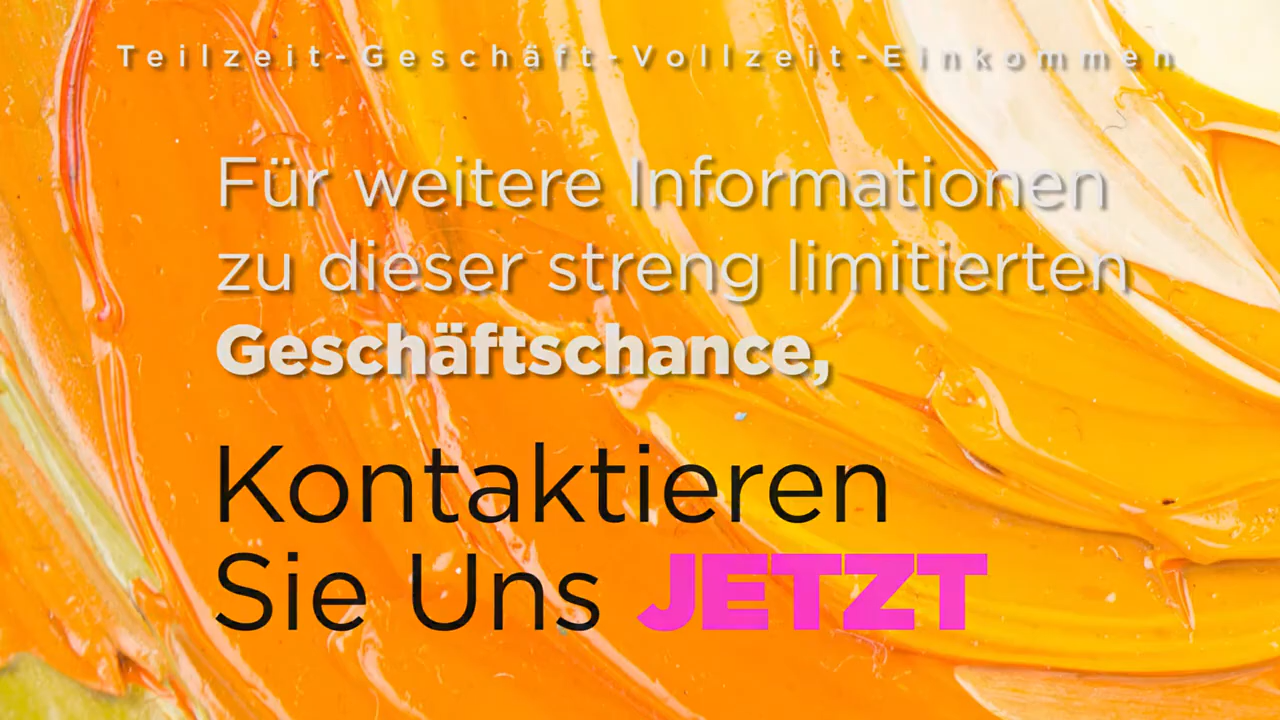 Teilzeit-Geschäft-Vollzeit-Einkommen
Für weitere Informationen
zu dieser streng limitierten
Geschäftschance,
Kontaktieren
Sie Uns JETZT